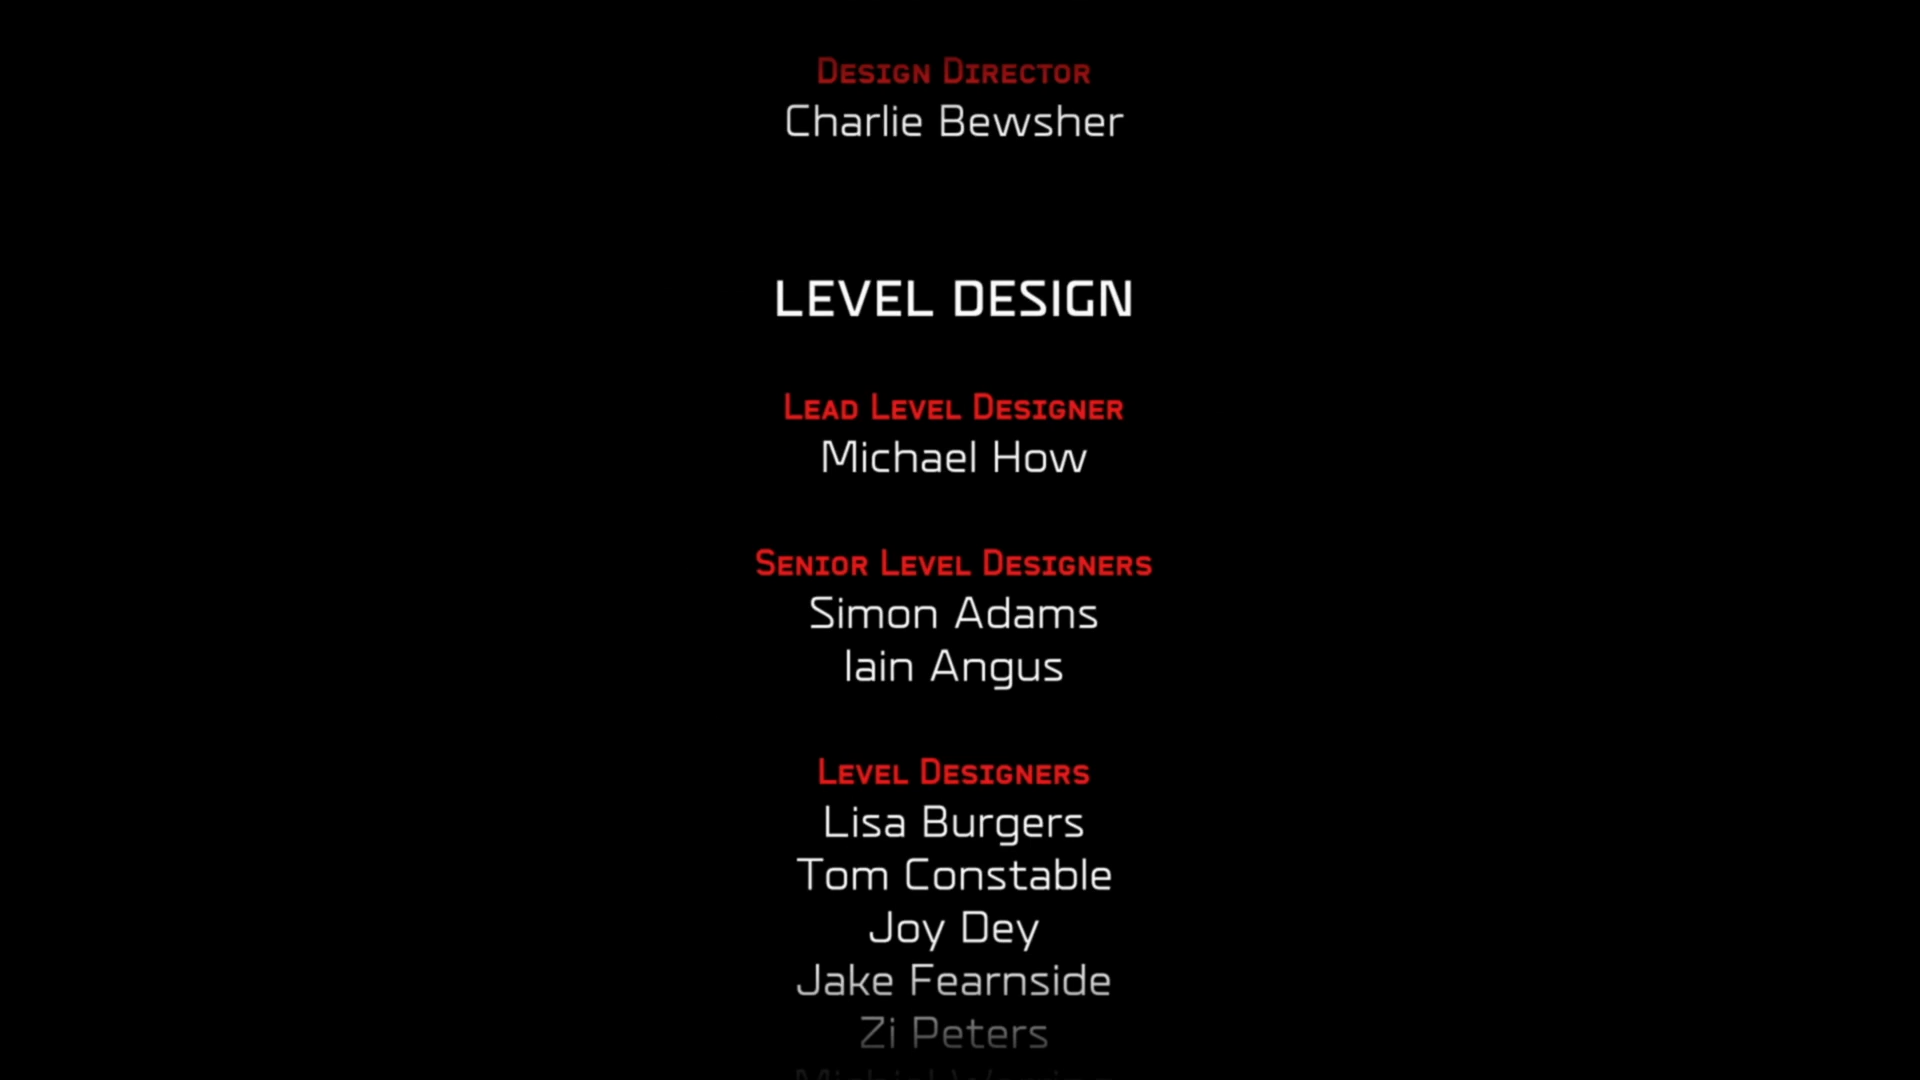 Design Director
Charlie Bewsher
LEVEL DESIGN
Lead Level Designer
Michael How
Senior Level Designers
Simon Adams
Iain Angus
Level Designers
Lisa Burgers
Tom Constable
Joy Dey
Jake Fearnside
Zi Peters